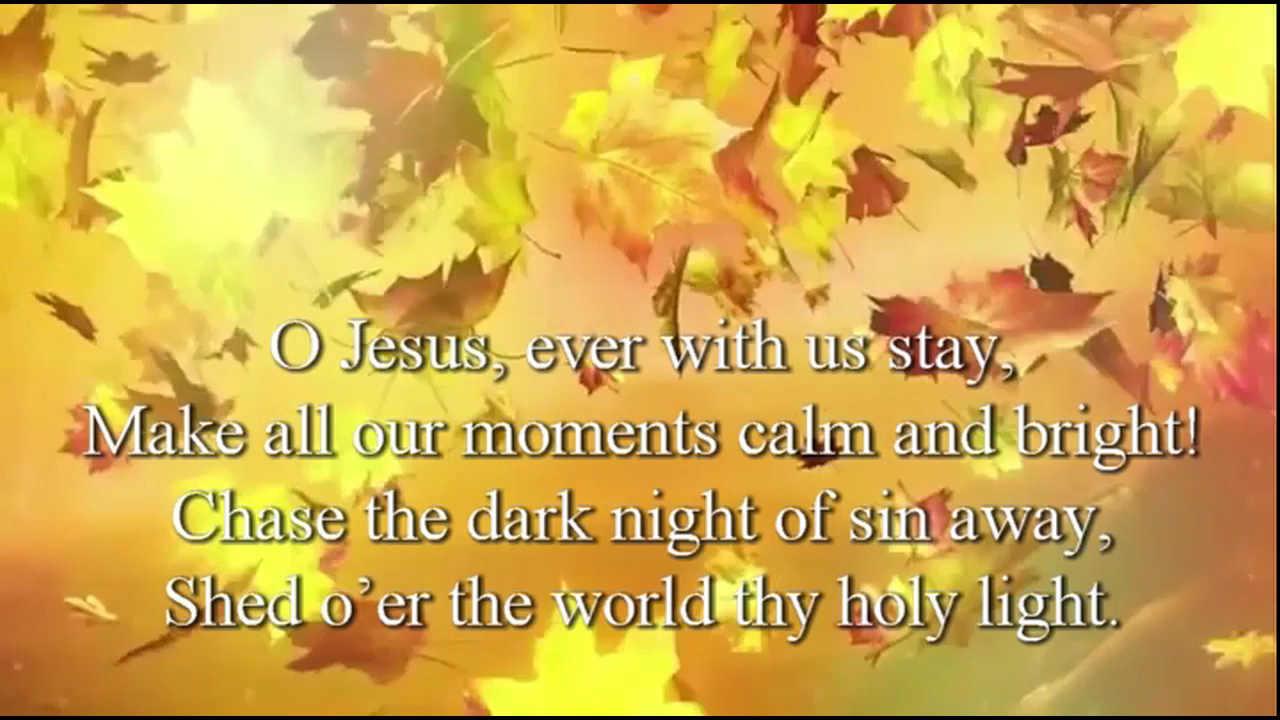 O Jesus, ever with us stay,
Make all our moments calm and bright!
Chase the dark night of sin away,
Shed o’er the world thy holy light.